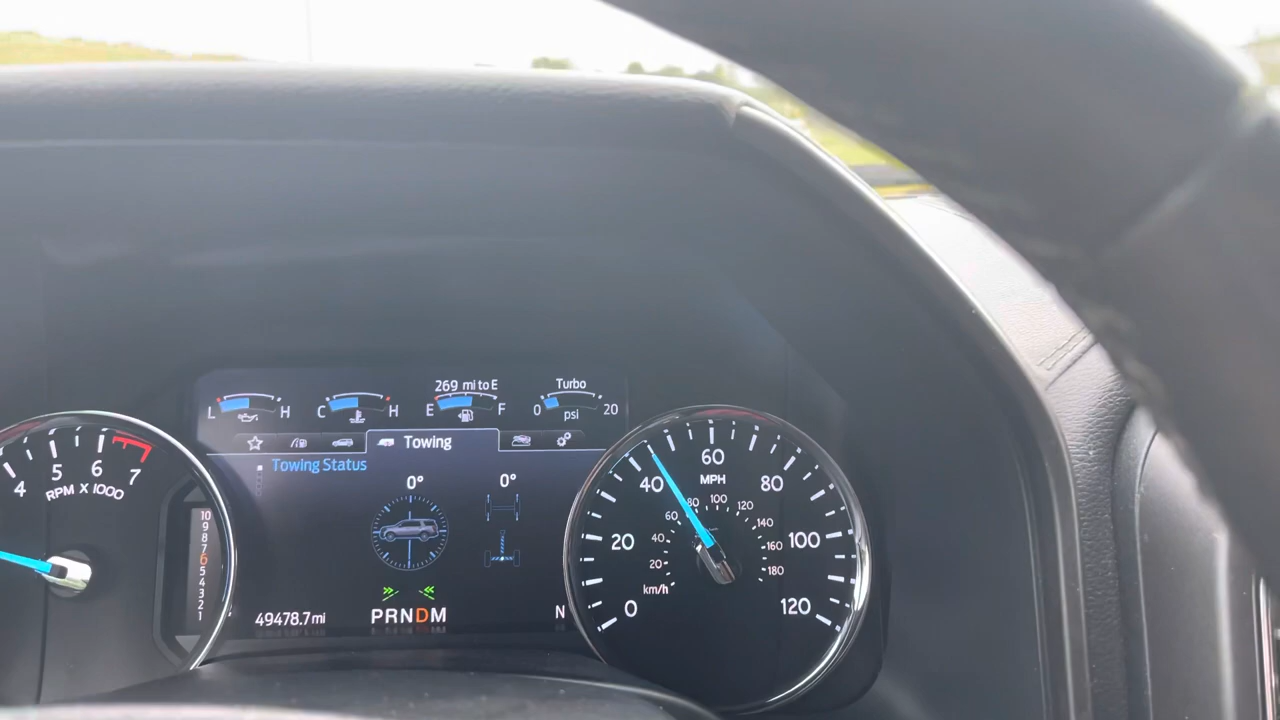 269 mi to E
Turbo
L H C H E F 0 20
psi
Towing
Towing Status
0° 0°
4 5 6 7
RPM X 1000
10
9
8
7
6
5
4
3
2
1
49478.7 mi
PRNDM
N
0 20 40 60 80 100 120
MPH
20 40 60 80 100 120 140 160 180
km/h